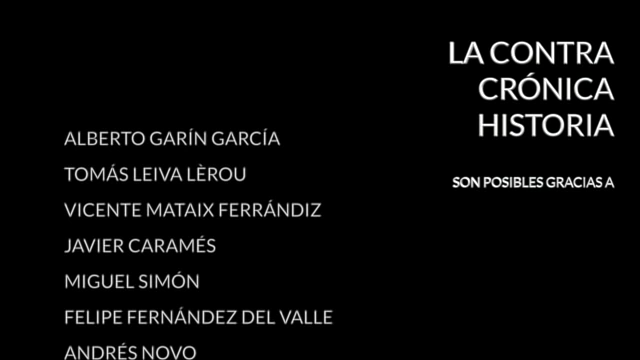 LA CONTRA
CRÓNICA
HISTORIA
SON POSIBLES GRACIAS A
ALBERTO GARÍN GARCÍA
TOMÁS LEIVA LÈROU
VICENTE MATAIX FERRÁNDIZ
JAVIER CARAMÉS
MIGUEL SIMÓN
FELIPE FERNÁNDEZ DEL VALLE
ANDRÉS NOVO